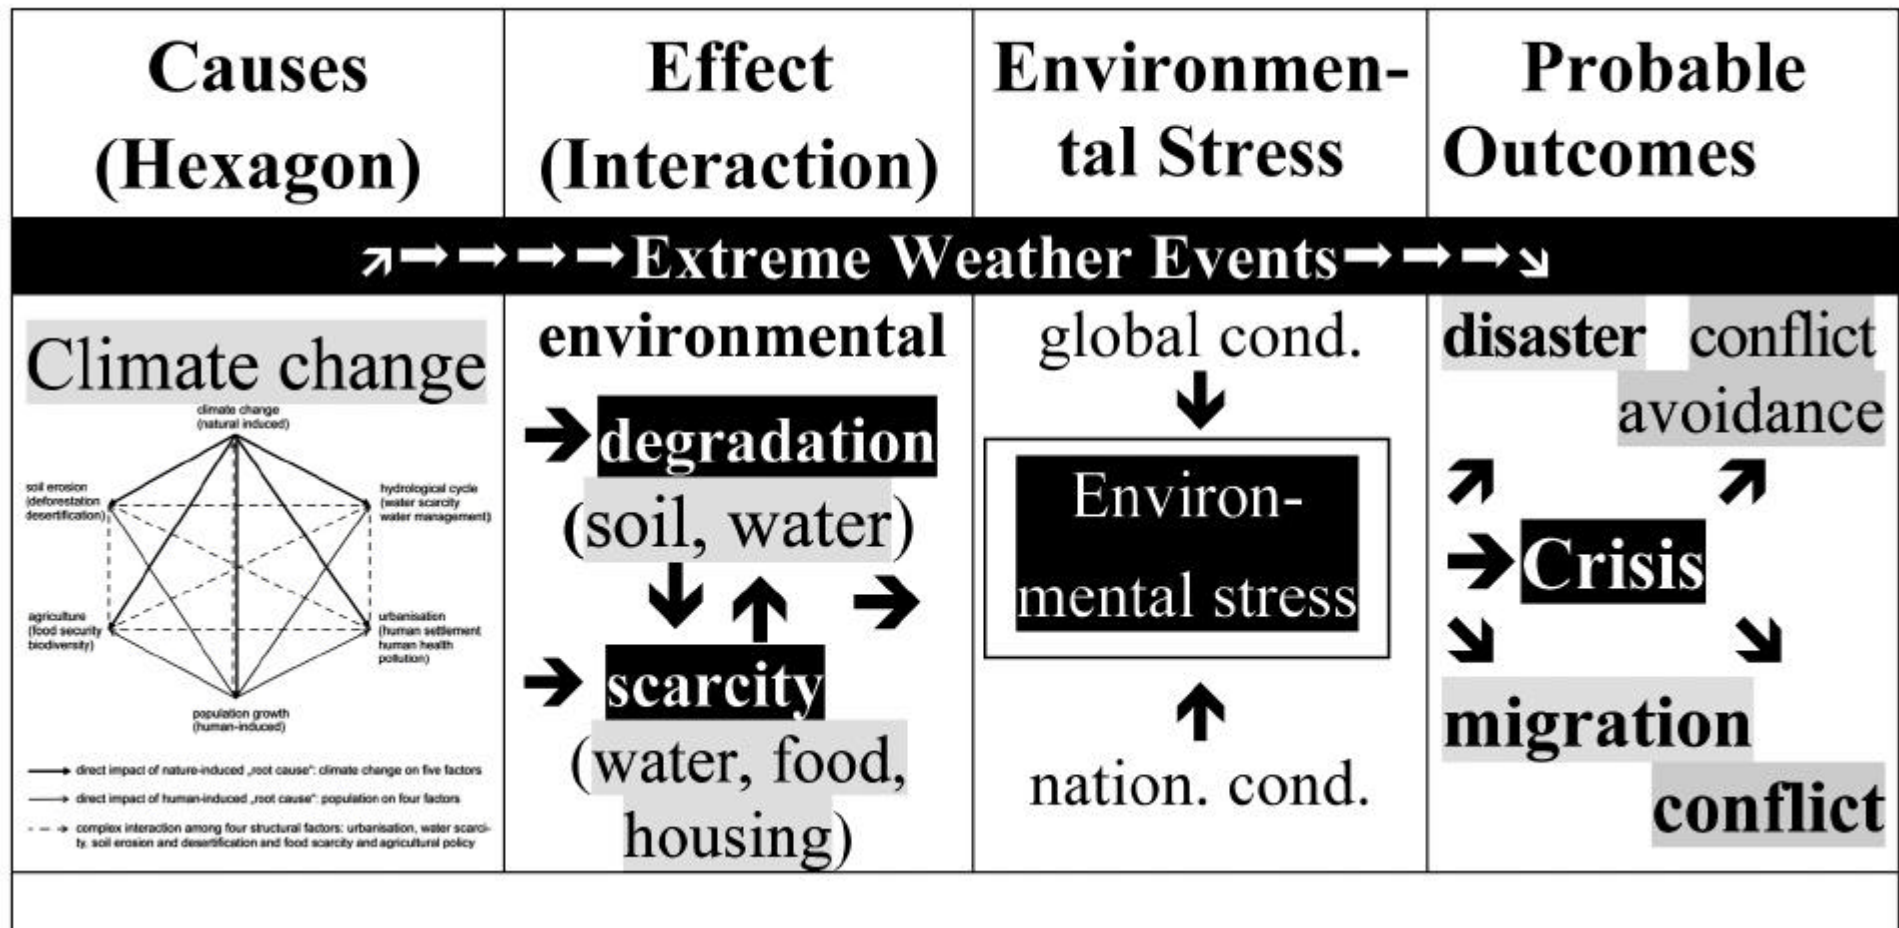 Causes
(Hexagon)
Effect
(Interaction)
Environmen-
tal Stress
Probable
Outcomes
Extreme Weather Events
Climate change
climate change
(natural induced)
soil erosion
(deforestation
desertification)
hydrological cycle
(water scarcity
water management)
agriculture
(food security
biodiversity)
urbanisation
(human settlement
human health
pollution)
population growth
(human-induced)
direct impact of nature-induced „root cause“: climate change on five factors
direct impact of human-induced „root cause“: population on four factors
complex interaction among four structural factors: urbanisation, water scarci-
ty, soil erosion and desertification and food scarcity and agricultural policy
environmental
degradation
(soil, water)
scarcity
(water, food,
housing)
global cond.
Environ-
mental stress
nation. cond.
disaster conflict
avoidance
Crisis
migration
conflict